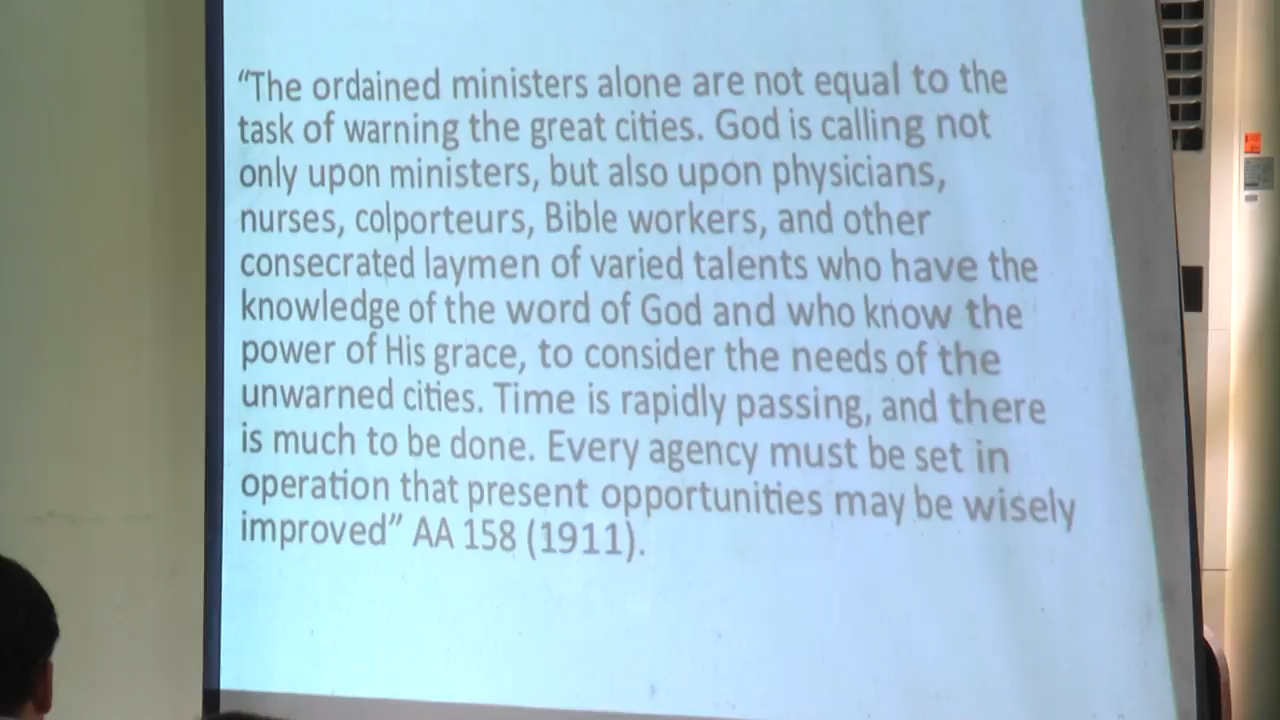 “The ordained ministers alone are not equal to the
task of warning the great cities. God is calling not
only upon ministers, but also upon physicians,
nurses, colporteurs, Bible workers, and other
consecrated laymen of varied talents who have the
knowledge of the word of God and who know the
power of His grace, to consider the needs of the
unwarned cities. Time is rapidly passing, and there
is much to be done. Every agency must be set in
operation that present opportunities may be wisely
improved” AA 158 (1911).